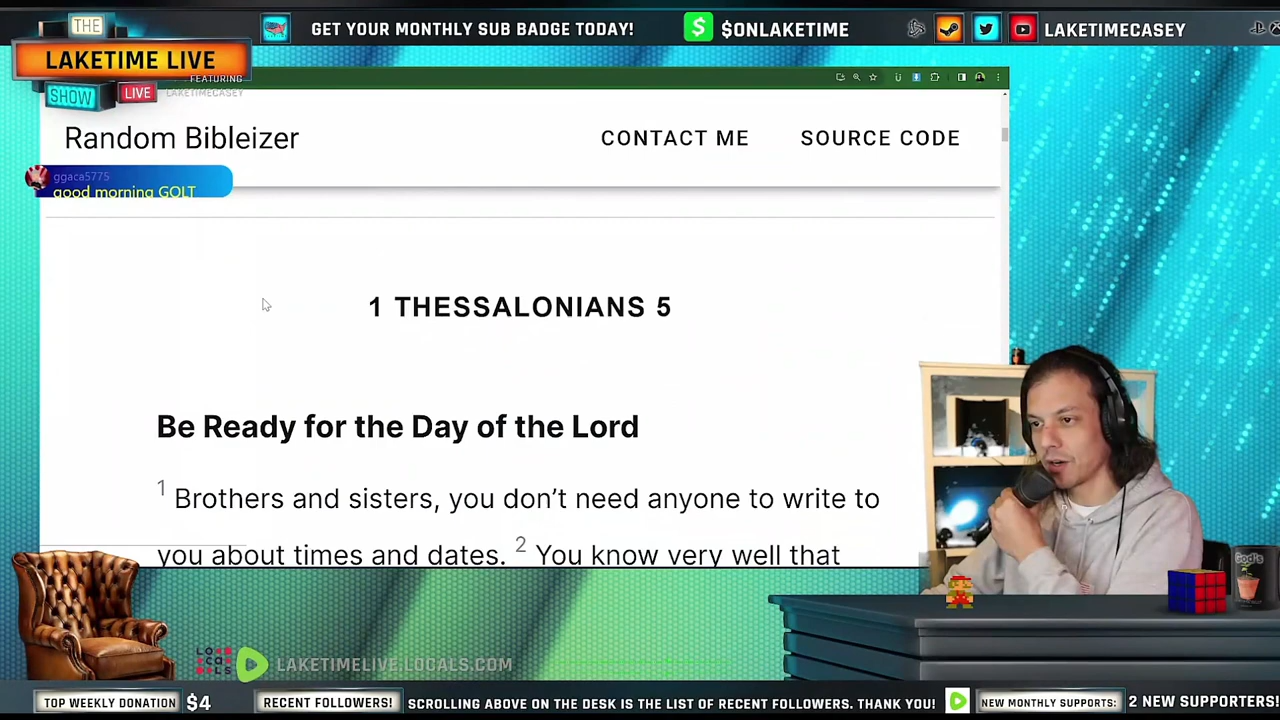 THE
GET YOUR MONTHLY SUB BADGE TODAY!
$ONLAKETIME
LAKETIMECASEY
LAKETIME LIVE
FEATURING
SHOW
LIVE
LAKETIMECASEY
Random Bibleizer
CONTACT ME
SOURCE CODE
ggaca5775
good morning GOLT
1 THESSALONIANS 5
Be Ready for the Day of the Lord
1 Brothers and sisters, you don’t need anyone to write to
you about times and dates. 2 You know very well that
God's
LAKETIMELIVE.LOCALS.COM
TOP WEEKLY DONATION
$4
RECENT FOLLOWERS!
SCROLLING ABOVE ON THE DESK IS THE LIST OF RECENT FOLLOWERS. THANK YOU!
NEW MONTHLY SUPPORTS:
2 NEW SUPPORTERS!